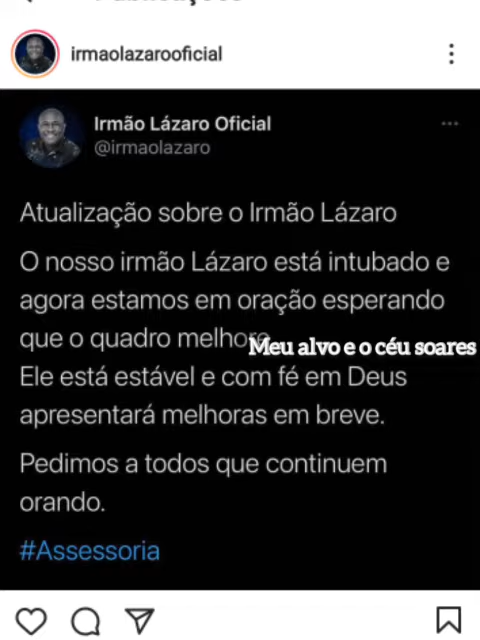 irmaolazarooficial
Irmão Lázaro Oficial
@irmaolazaro
Atualização sobre o Irmão Lázaro
O nosso irmão Lázaro está intubado e
agora estamos em oração esperando
que o quadro melhore
Meu alvo e o céu soares
Ele está estável e com fé em Deus
apresentará melhoras em breve.
Pedimos a todos que continuem
orando.
#Assessoria